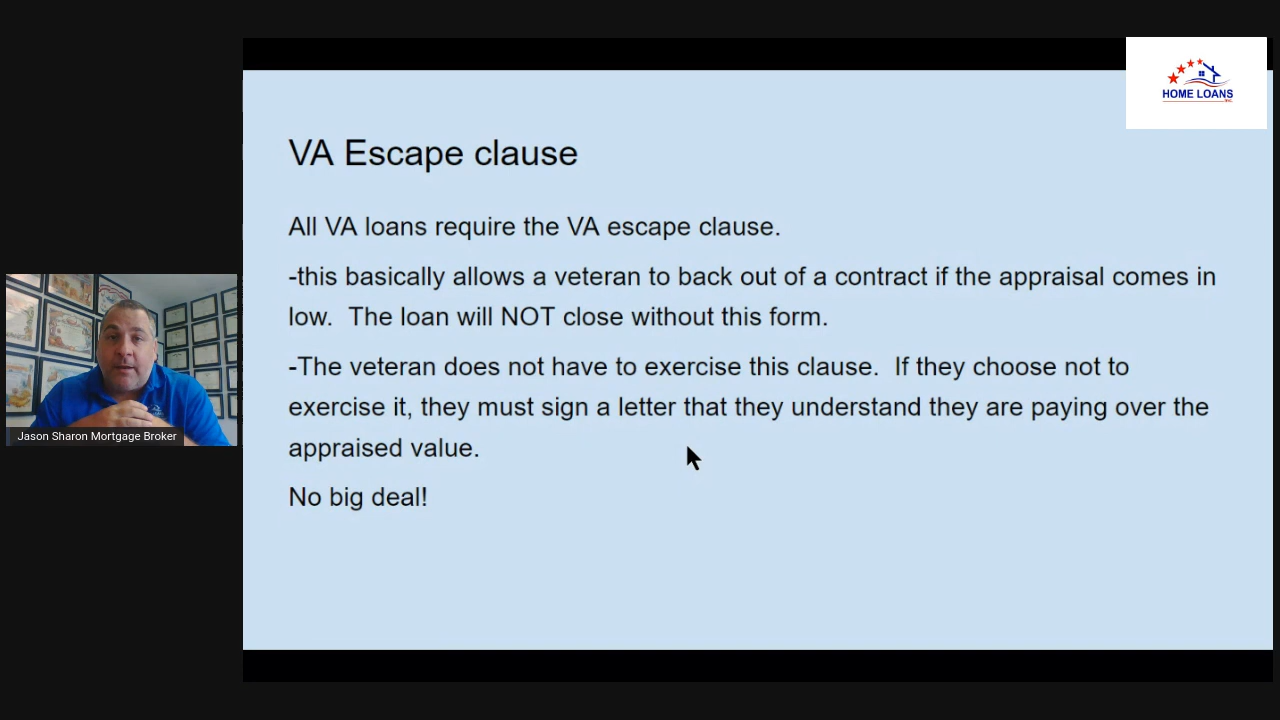 HOME LOANS
INC.
VA Escape clause
All VA loans require the VA escape clause.
-this basically allows a veteran to back out of a contract if the appraisal comes in
low.  The loan will NOT close without this form.
-The veteran does not have to exercise this clause.  If they choose not to
exercise it, they must sign a letter that they understand they are paying over the
appraised value.
No big deal!
Jason Sharon Mortgage Broker